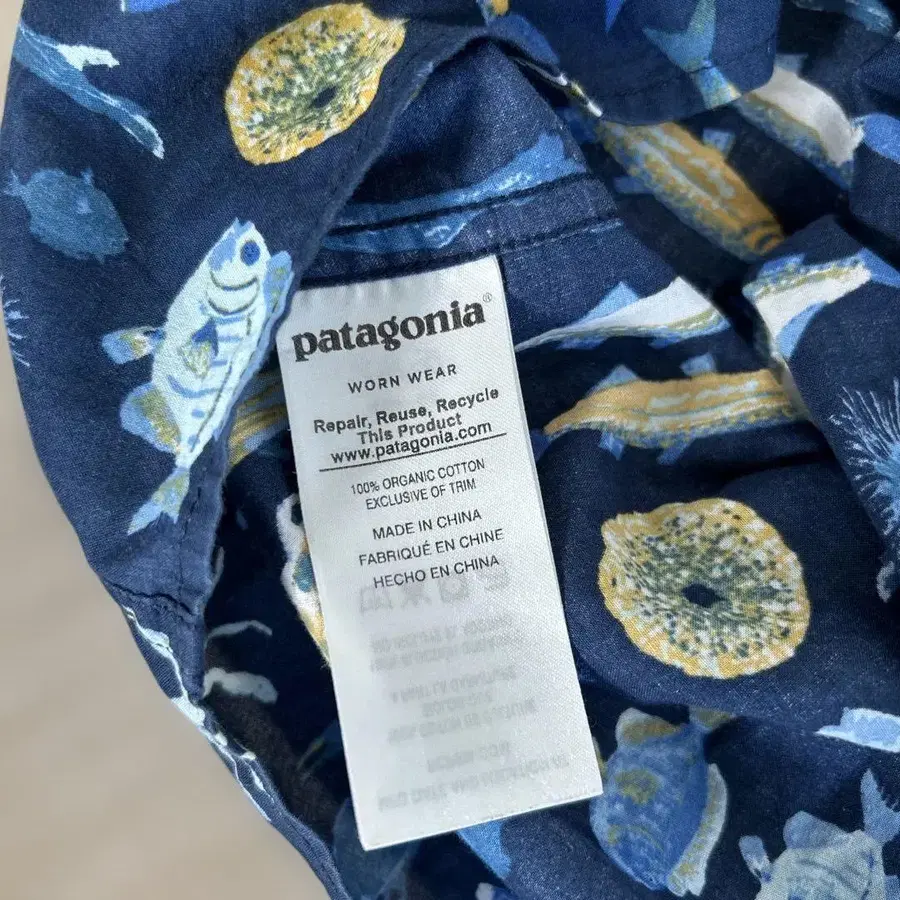 patagonia®
WORN WEAR
Repair, Reuse, Recycle
This Product
www.patagonia.com
100% ORGANIC COTTON
EXCLUSIVE OF TRIM
MADE IN CHINA
FABRIQUÉ EN CHINE
HECHO EN CHINA